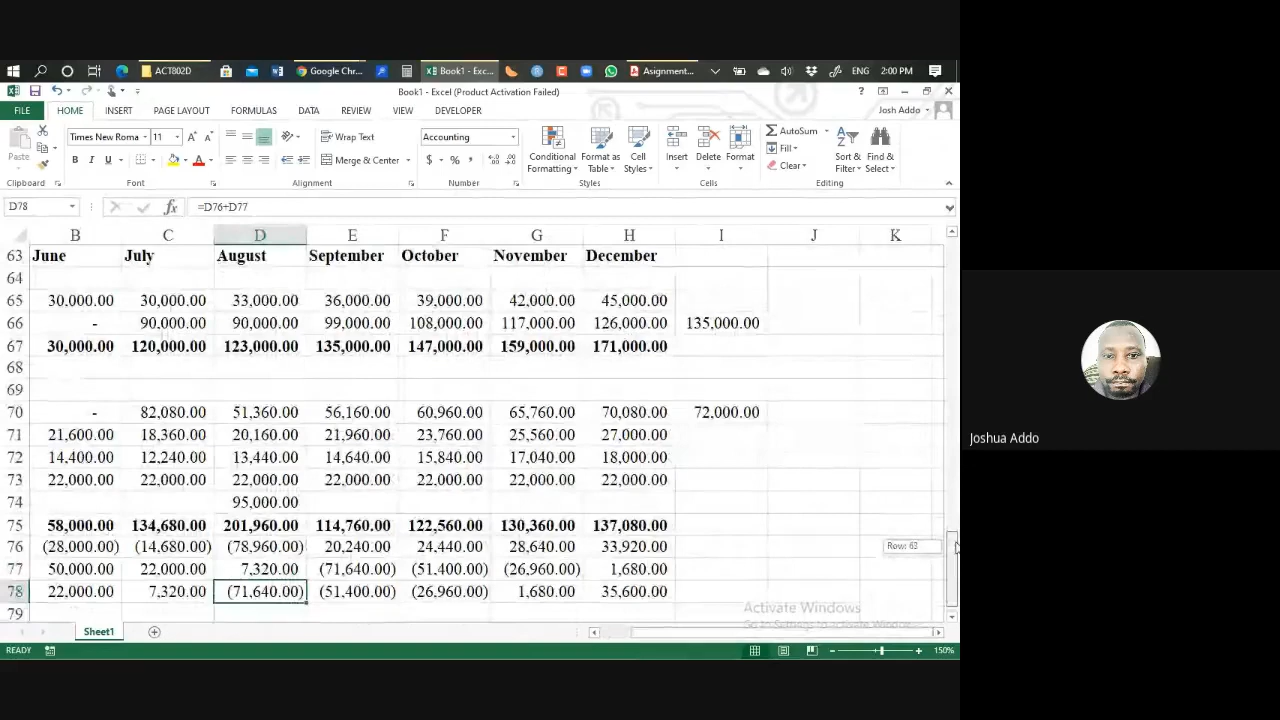 ACT802D
Google Chr...
Book1 - Exc...
Asignment...
ENG
2:00 PM
Book1 - Excel (Product Activation Failed)
FILE
HOME
INSERT
PAGE LAYOUT
FORMULAS
DATA
REVIEW
VIEW
DEVELOPER
Josh Addo
Paste
Times New Roma
11
Wrap Text
Merge & Center
Accounting
Conditional Formatting
Format as Table
Cell Styles
Insert
Delete
Format
AutoSum
Fill
Clear
Sort & Filter
Find & Select
Clipboard
Font
Alignment
Number
Styles
Cells
Editing
D78
=D76+D77
B C D E F G H I J K
63 June July August September October November December
64
65 30,000.00 30,000.00 33,000.00 36,000.00 39,000.00 42,000.00 45,000.00
66 - 90,000.00 90,000.00 99,000.00 108,000.00 117,000.00 126,000.00 135,000.00
67 30,000.00 120,000.00 123,000.00 135,000.00 147,000.00 159,000.00 171,000.00
68
69
70 - 82,080.00 51,360.00 56,160.00 60,960.00 65,760.00 70,080.00 72,000.00
71 21,600.00 18,360.00 20,160.00 21,960.00 23,760.00 25,560.00 27,000.00
72 14,400.00 12,240.00 13,440.00 14,640.00 15,840.00 17,040.00 18,000.00
73 22,000.00 22,000.00 22,000.00 22,000.00 22,000.00 22,000.00 22,000.00
74 95,000.00
75 58,000.00 134,680.00 201,960.00 114,760.00 122,560.00 130,360.00 137,080.00
76 (28,000.00) (14,680.00) (78,960.00) 20,240.00 24,440.00 28,640.00 33,920.00
Row: 63
77 50,000.00 22,000.00 7,320.00 (71,640.00) (51,400.00) (26,960.00) 1,680.00
78 22,000.00 7,320.00 (71,640.00) (51,400.00) (26,960.00) 1,680.00 35,600.00
79
Activate Windows
Go to Settings to activate Windows.
Sheet1
READY
150%
Joshua Addo